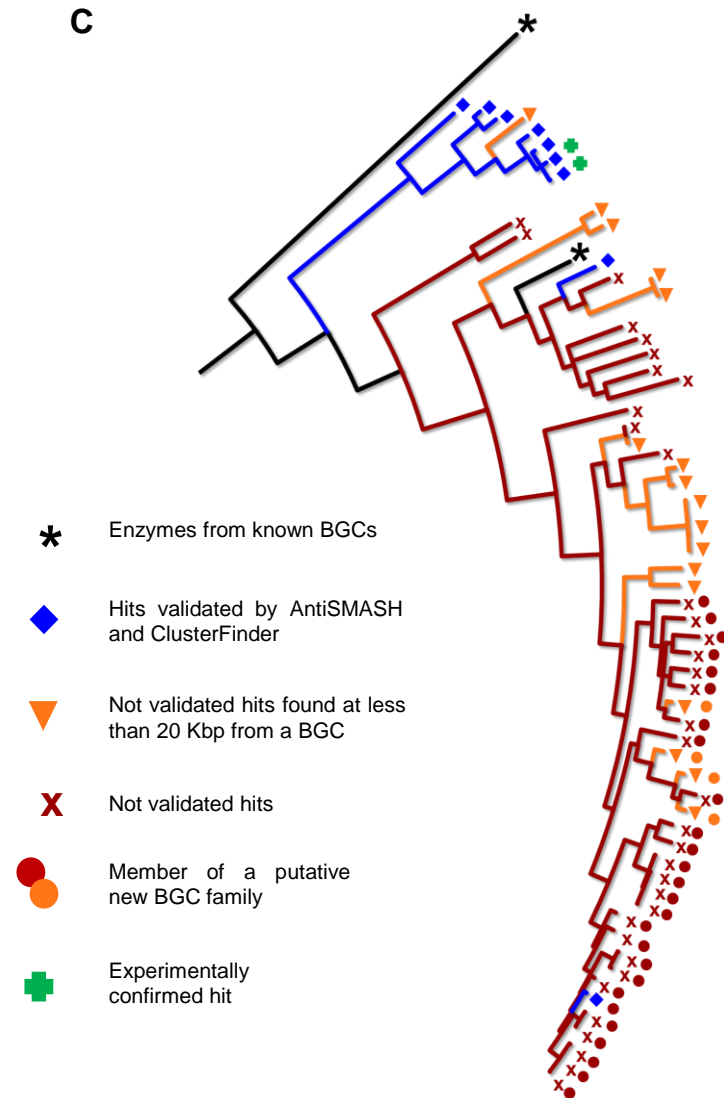 C
Enzymes from known BGCs
Hits validated by AntiSMASH
and ClusterFinder
Not validated hits found at less
than 20 Kbp from a BGC
Not validated hits
Member of a putative
new BGC family
Experimentally
confirmed hit